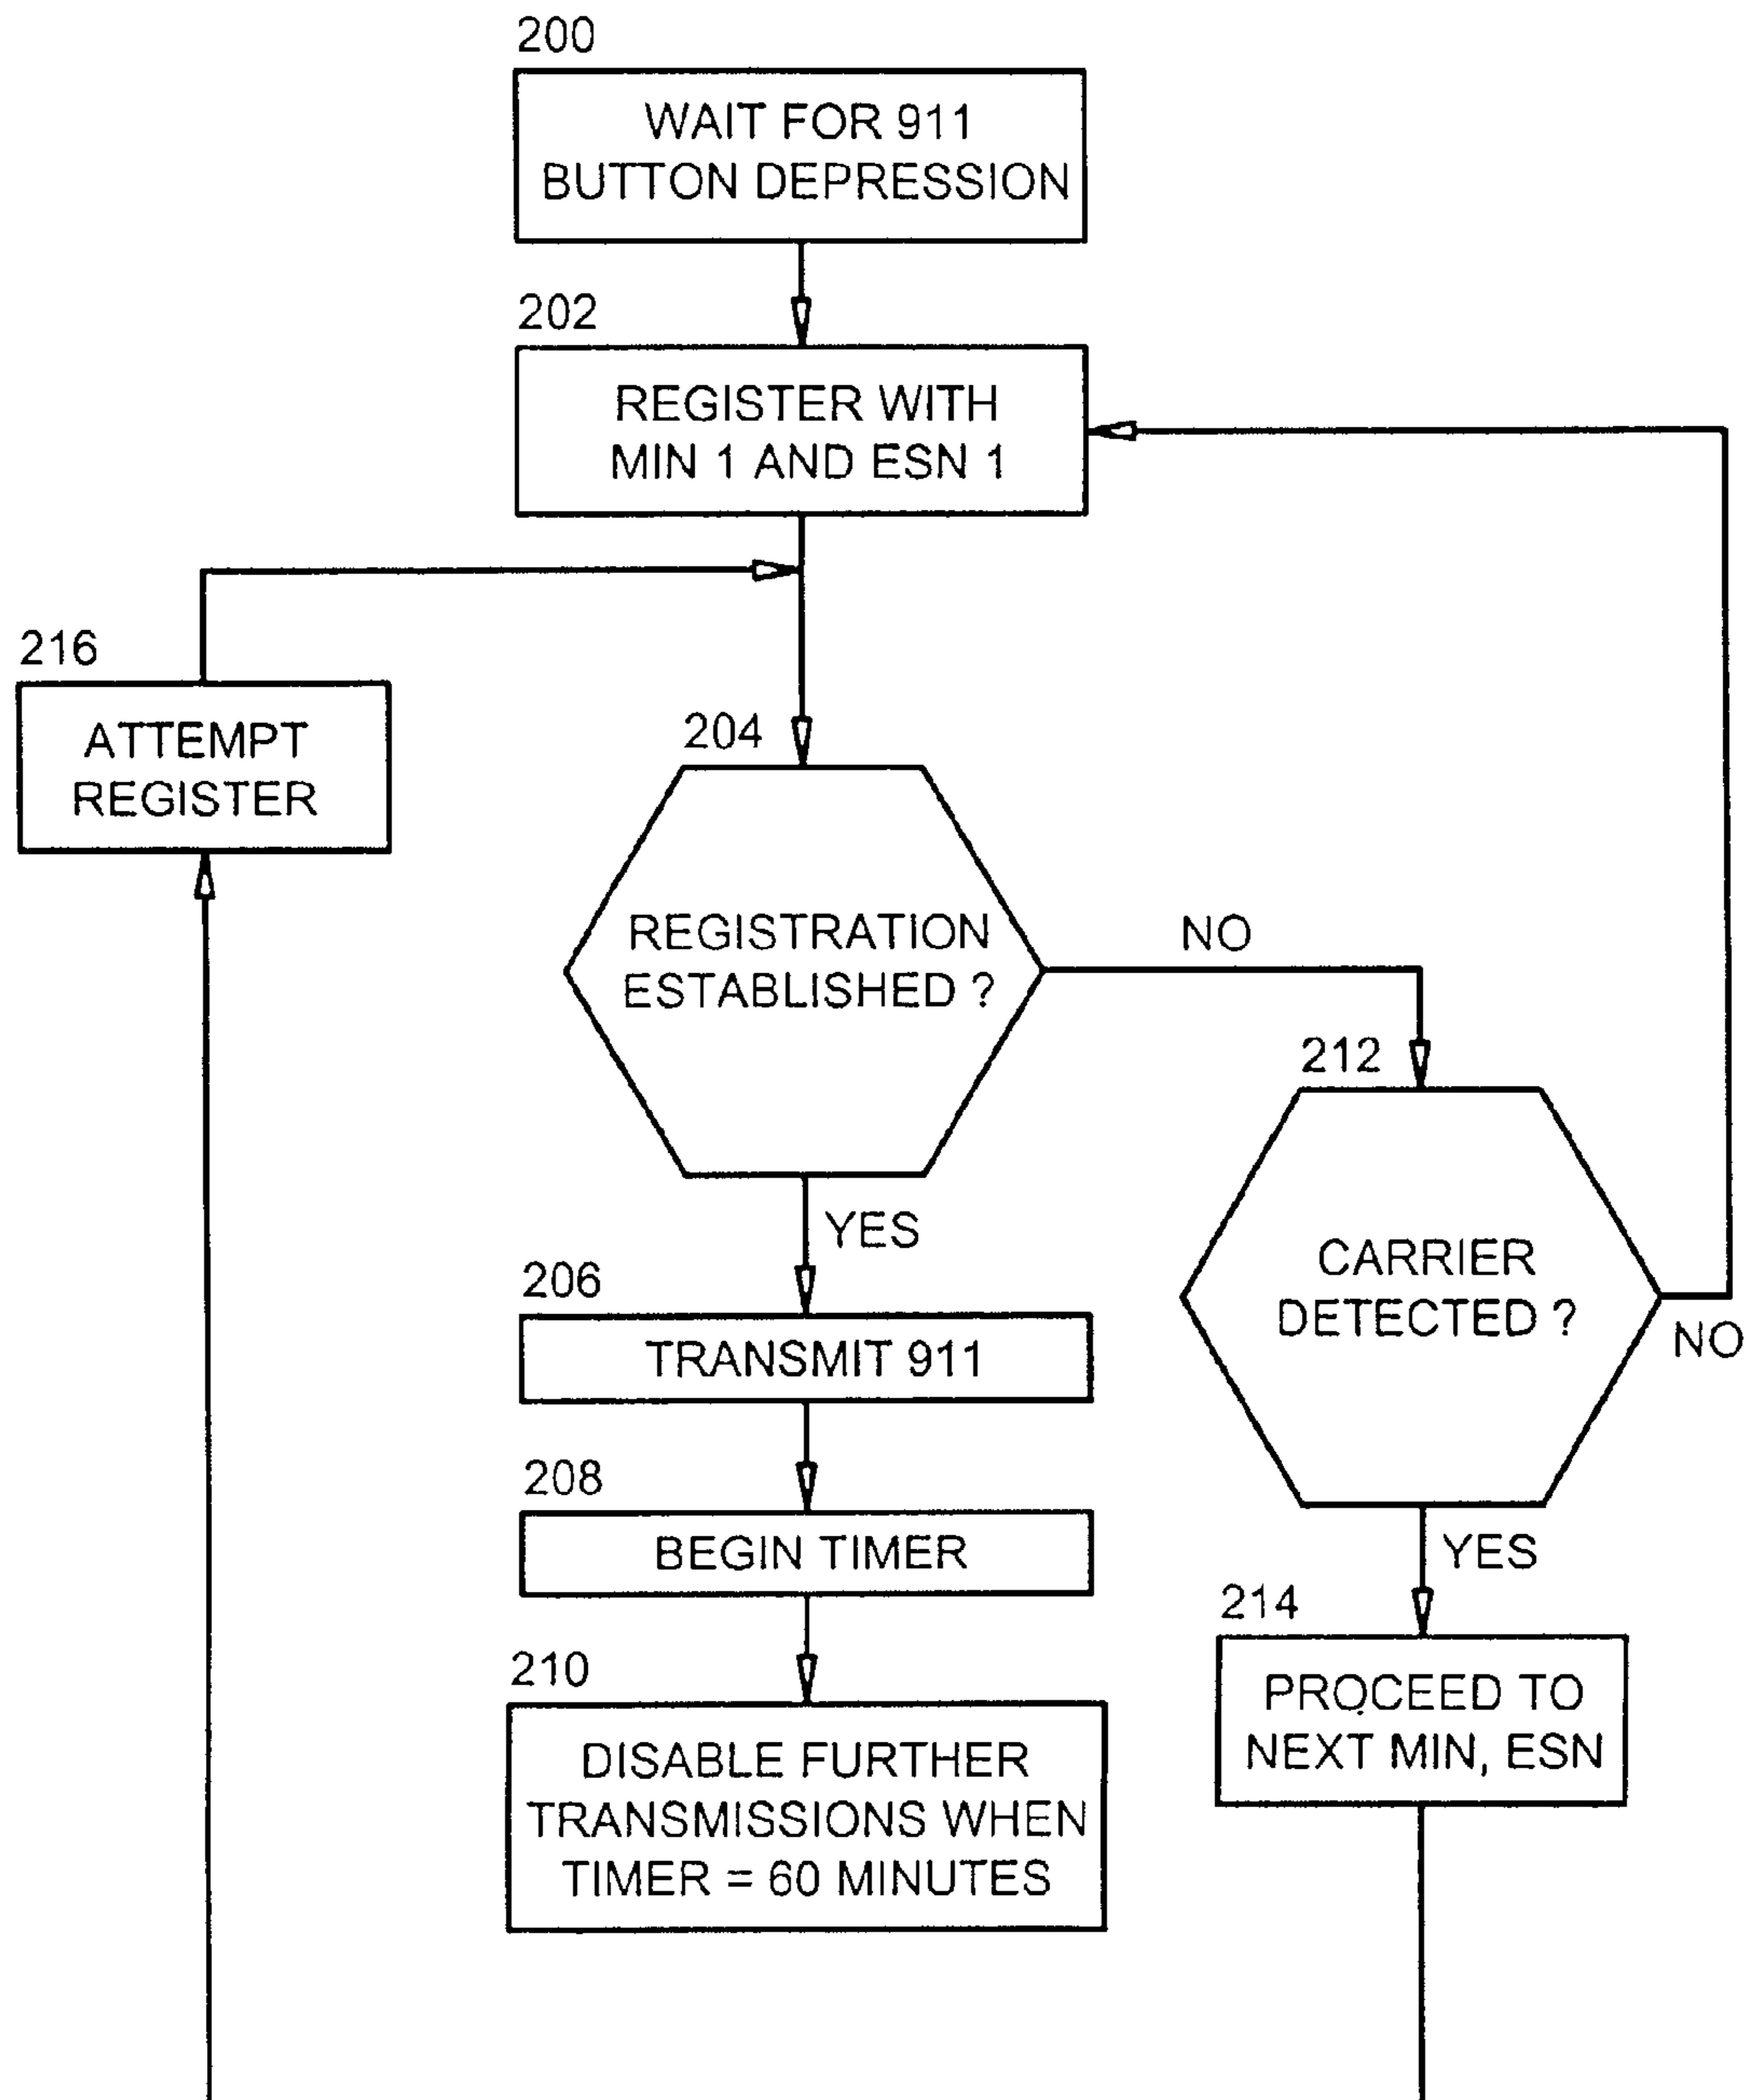 200
WAIT FOR 911
BUTTON DEPRESSION
202
REGISTER WITH
MIN 1 AND ESN 1
216
ATTEMPT
REGISTER
204
REGISTRATION
ESTABLISHED ?
NO
212
CARRIER
DETECTED ?
NO
YES
206
TRANSMIT 911
208
BEGIN TIMER
YES
214
PROCEED TO
NEXT MIN, ESN
210
DISABLE FURTHER
TRANSMISSIONS WHEN
TIMER = 60 MINUTES